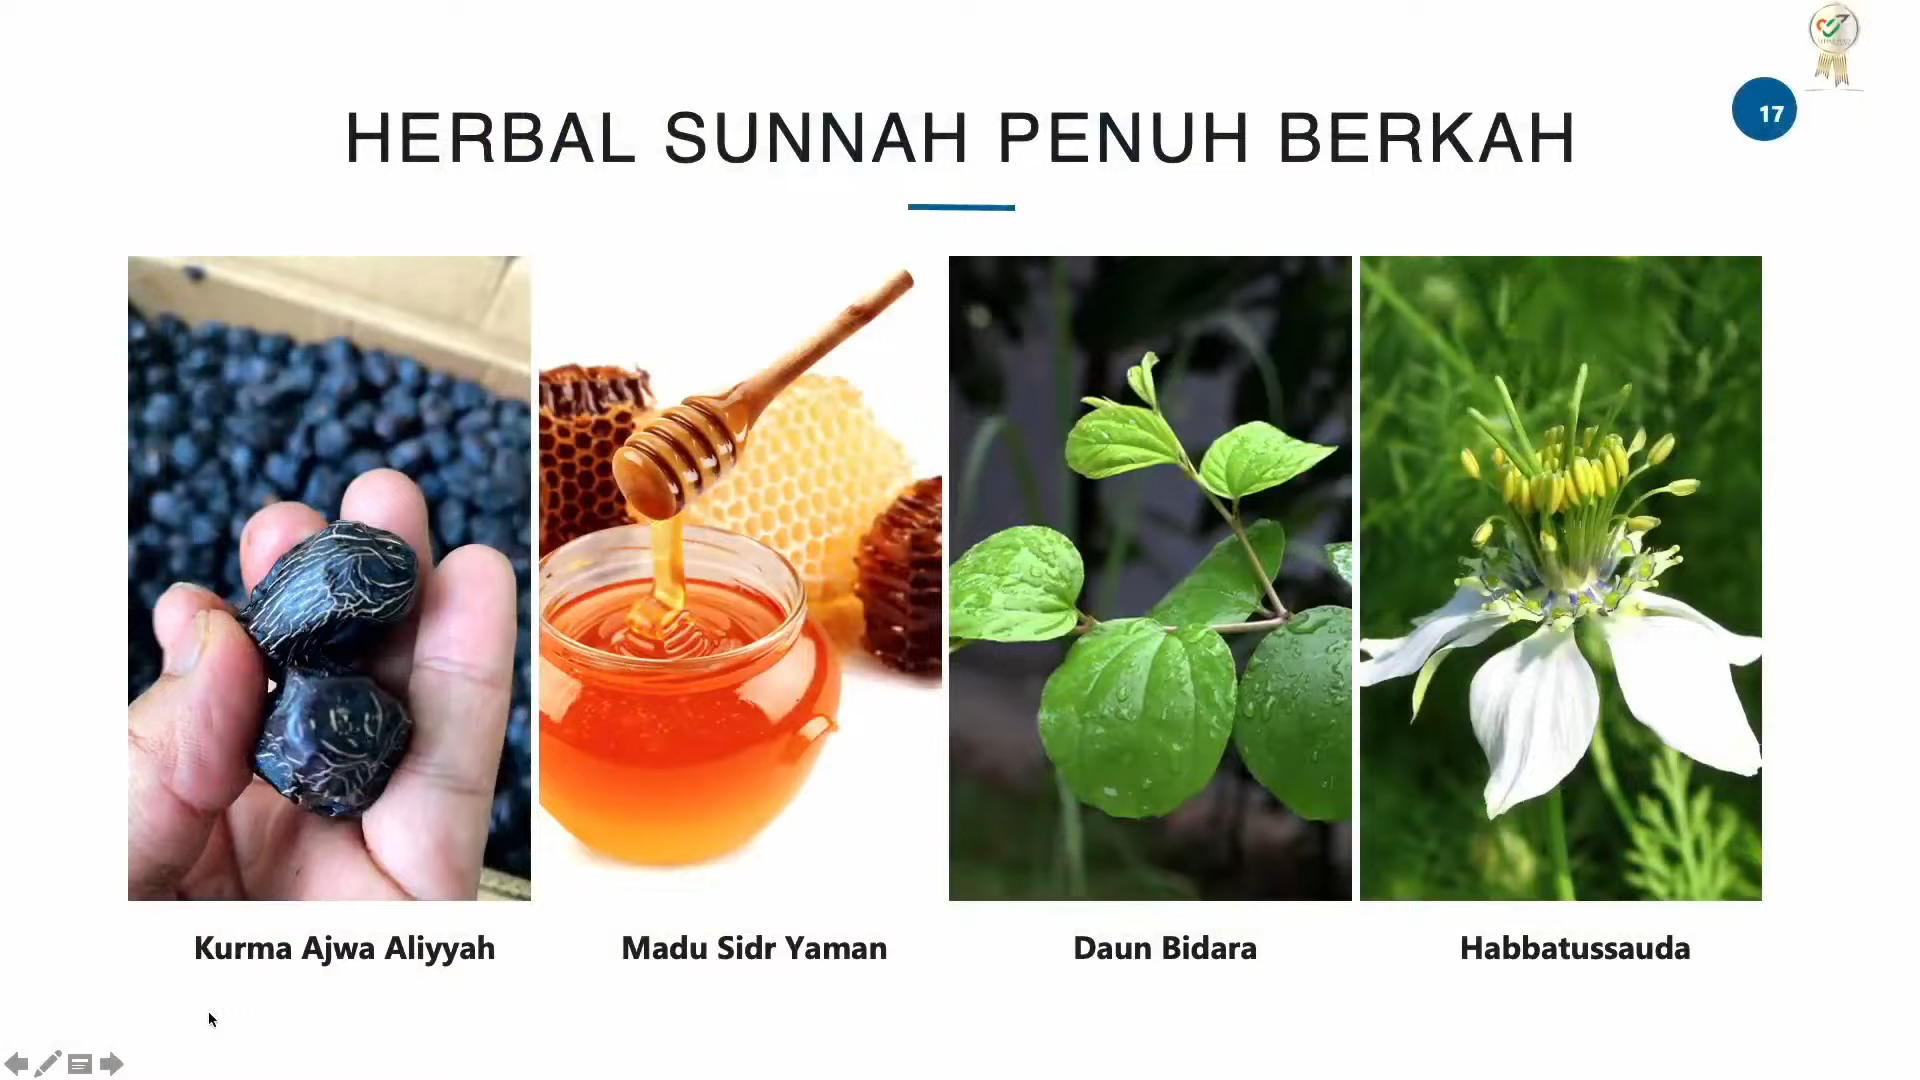 17
HERBAL SUNNAH PENUH BERKAH
Kurma Ajwa Aliyyah
Madu Sidr Yaman
Daun Bidara
Habbatussauda